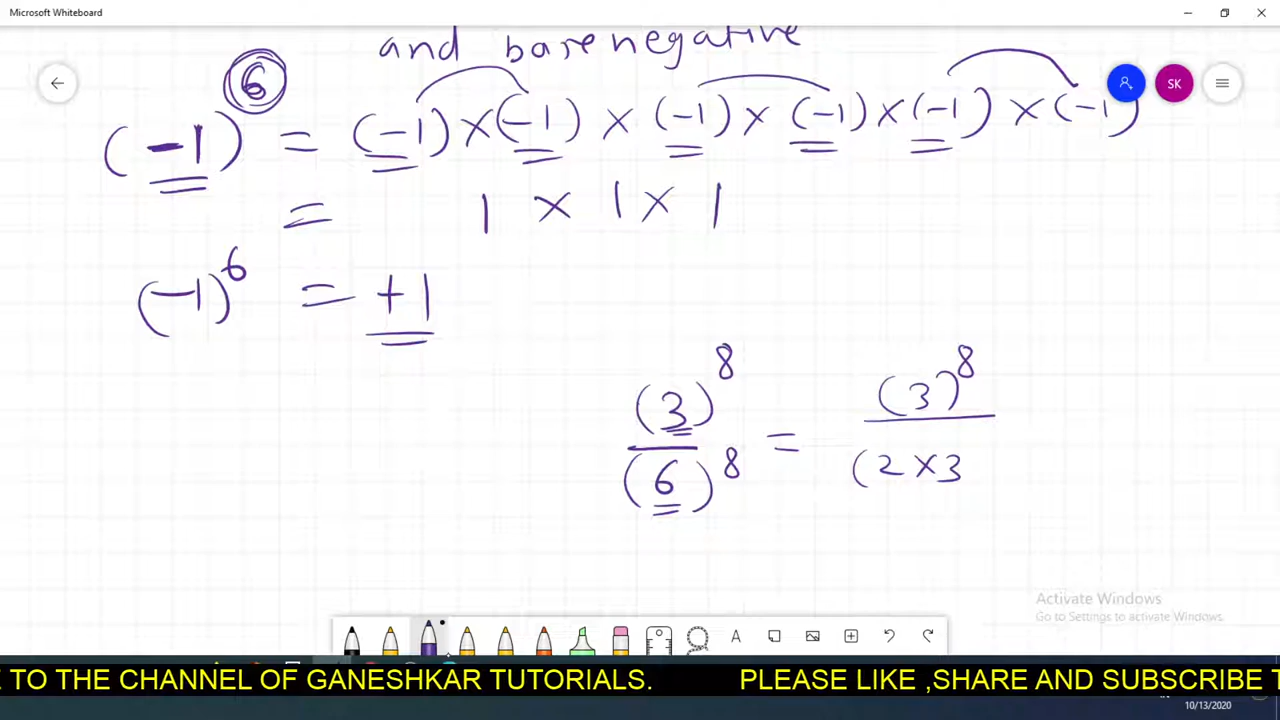 Microsoft Whiteboard
and base negative
(-1)⁶ = (-1)×(-1) × (-1) × (-1)×(-1) ×(-1)
= 1 × 1 × 1
(-1)⁶ = +1
(3)⁸/(6)⁸ = (3)⁸/(2×3
SK
Activate Windows
Go to Settings to activate Windows.
E TO THE CHANNEL OF GANESHKAR TUTORIALS. PLEASE LIKE ,SHARE AND SUBSCRIBE T
10/13/2020